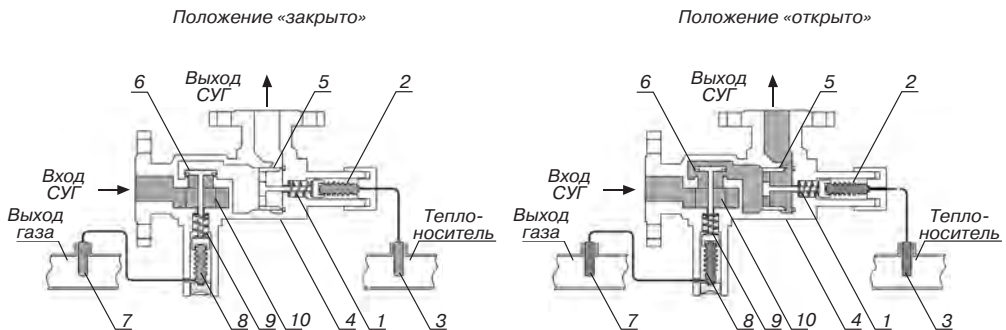 Положение «закрыто»
6
Выход
СУГ
5
2
Вход
СУГ
Выход
газа
Тепло-
носитель
7
8
9
10
4
1
3
Положение «открыто»
6
Выход
СУГ
5
2
Вход
СУГ
Выход
газа
Тепло-
носитель
7
8
9
10
4
1
3